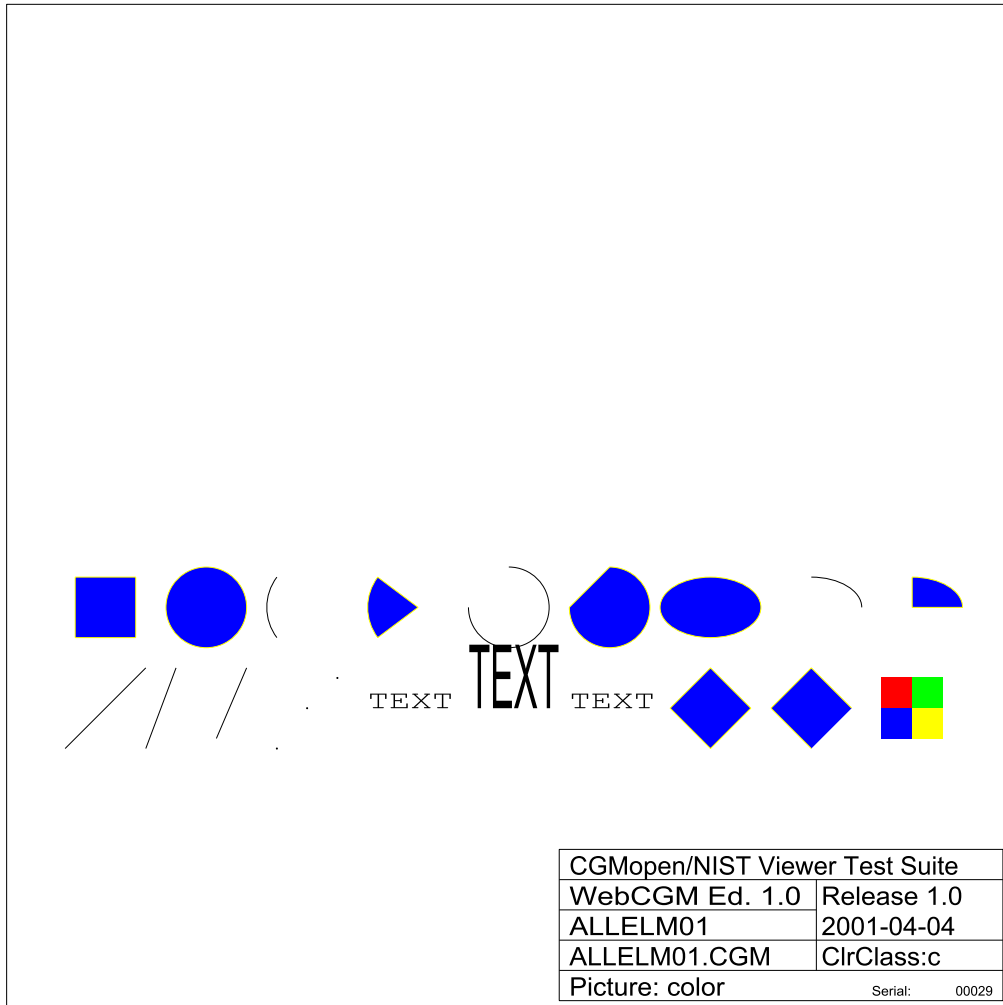 TEXT TEXT TEXT
CGMopen/NIST Viewer Test Suite
WebCGM Ed. 1.0 Release 1.0
ALLELM01 2001-04-04
ALLELM01.CGM ClrClass:c
Picture: color Serial: 00029